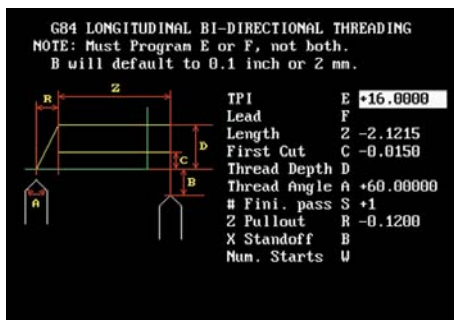 G84 LONGITUDINAL BI-DIRECTIONAL THREADING
NOTE: Must Program E or F, not both.
B will default to 0.1 inch or 2 mm.
Z
R
D
C
B
A
TPI E +16.0000
Lead F
Length Z -2.1215
First Cut C -0.0150
Thread Depth D
Thread Angle A +60.00000
# Fini. pass S +1
Z Pullout R -0.1200
X Standoff B
Num. Starts W